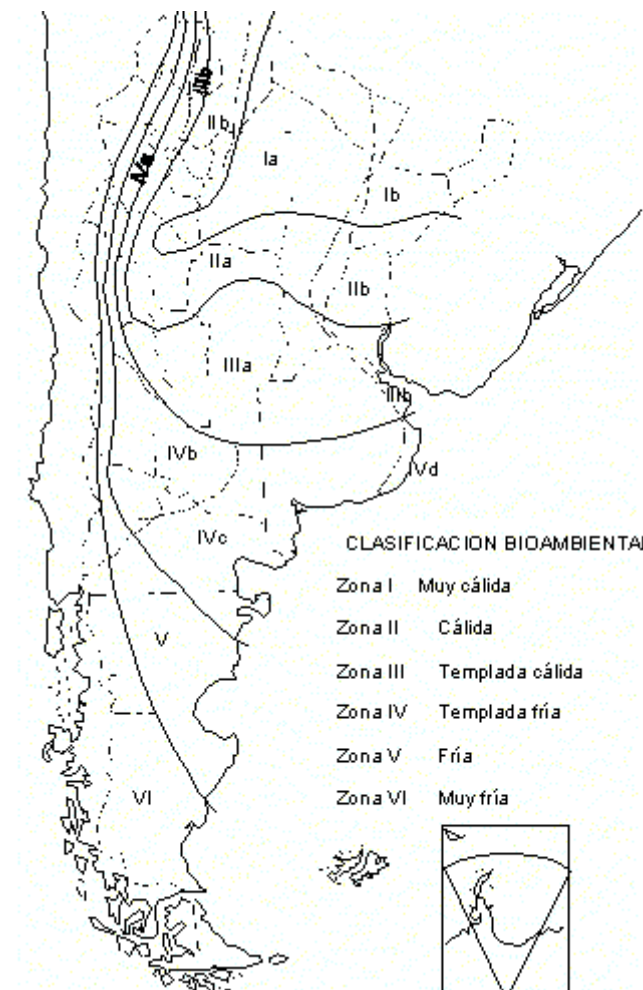 IIIb
IIb
IVa
Ia
Ib
IIa
IIb
IIIa
IIIb
IVb
IVd
IVc
CLASIFICACION BIOAMBIENTAL
Zona I Muy cálida
Zona II Cálida
V
Zona III Templada cálida
Zona IV Templada fría
Zona V Fría
VI
Zona VI Muy fría